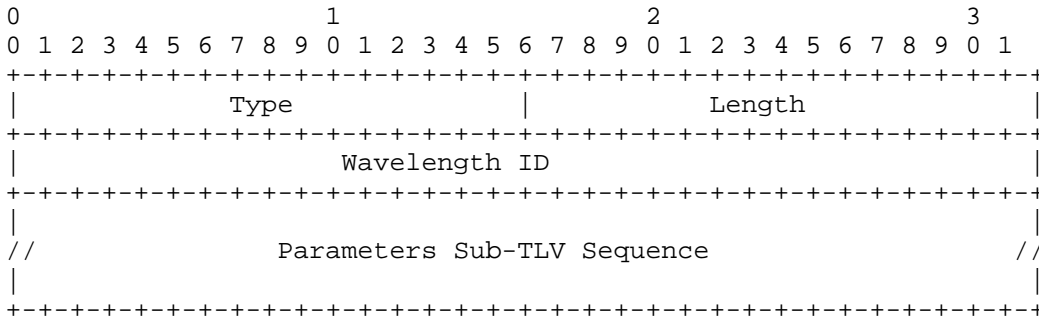 0                   1                   2                   3
0 1 2 3 4 5 6 7 8 9 0 1 2 3 4 5 6 7 8 9 0 1 2 3 4 5 6 7 8 9 0 1
+-+-+-+-+-+-+-+-+-+-+-+-+-+-+-+-+-+-+-+-+-+-+-+-+-+-+-+-+-+-+-+-+
|             Type              |           Length              |
+-+-+-+-+-+-+-+-+-+-+-+-+-+-+-+-+-+-+-+-+-+-+-+-+-+-+-+-+-+-+-+-+
|                    Wavelength ID                              |
+-+-+-+-+-+-+-+-+-+-+-+-+-+-+-+-+-+-+-+-+-+-+-+-+-+-+-+-+-+-+-+-+
|                                                               |
//               Parameters Sub-TLV Sequence                   //
|                                                               |
+-+-+-+-+-+-+-+-+-+-+-+-+-+-+-+-+-+-+-+-+-+-+-+-+-+-+-+-+-+-+-+-+